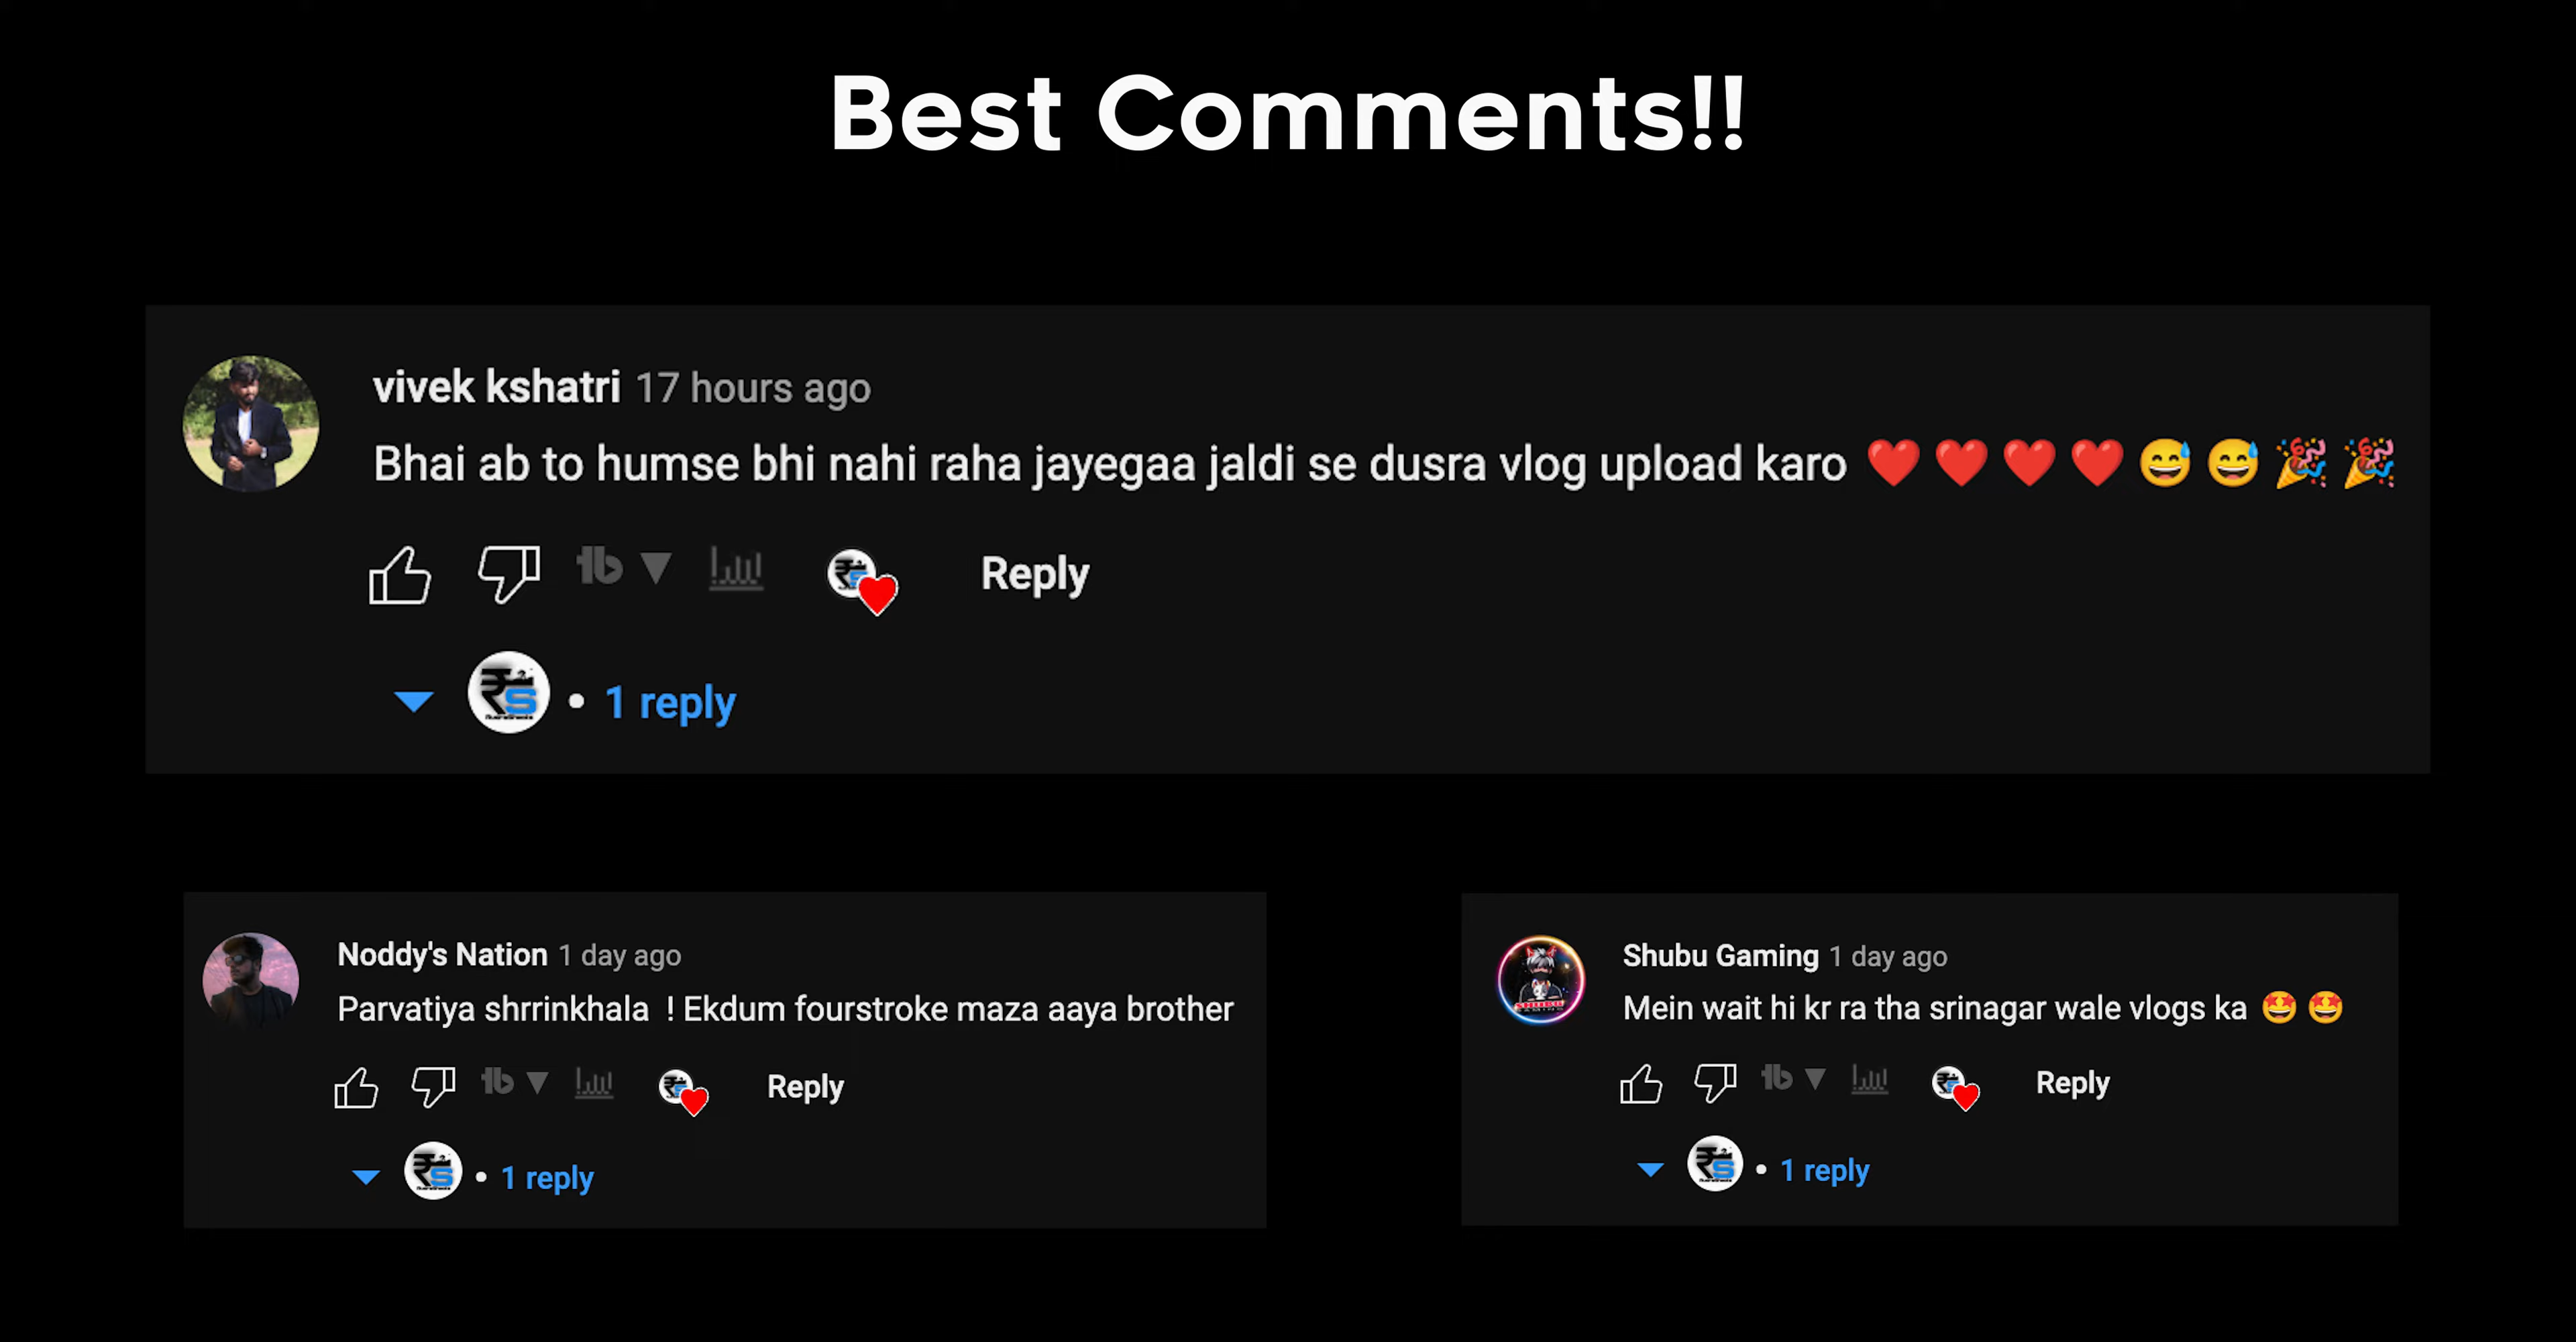 Best Comments!!
vivek kshatri 17 hours ago
Bhai ab to humse bhi nahi raha jayegaa jaldi se dusra vlog upload karo ❤️❤️❤️❤️😅😅🎉🎉
Reply
1 reply
Noddy's Nation 1 day ago
Parvatiya shrrinkhala ! Ekdum fourstroke maza aaya brother
Reply
1 reply
Shubu Gaming 1 day ago
Mein wait hi kr ra tha srinagar wale vlogs ka 🤩🤩
Reply
1 reply